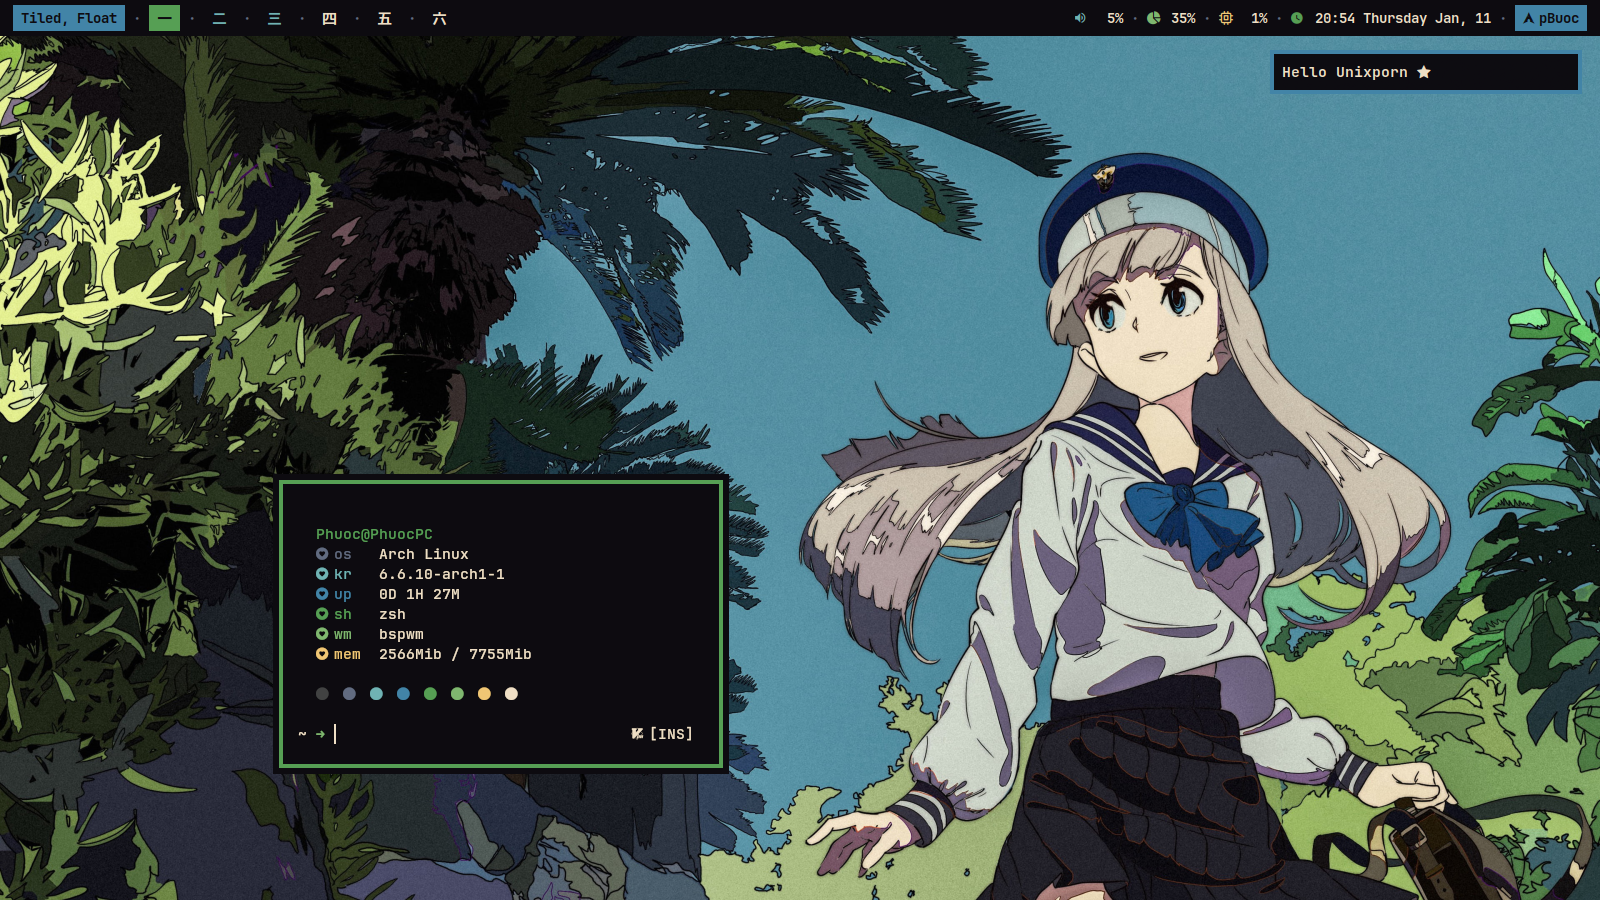 Tiled, Float 一 二 三 四 五 六 5% 35% 1% 20:54 Thursday Jan, 11 pBuoc
Hello Unixporn ★
Phuoc@PhuocPC
os Arch Linux
kr 6.6.10-arch1-1
up 0D 1H 27M
sh zsh
wm bspwm
mem 2566Mib / 7755Mib
~ → [INS]